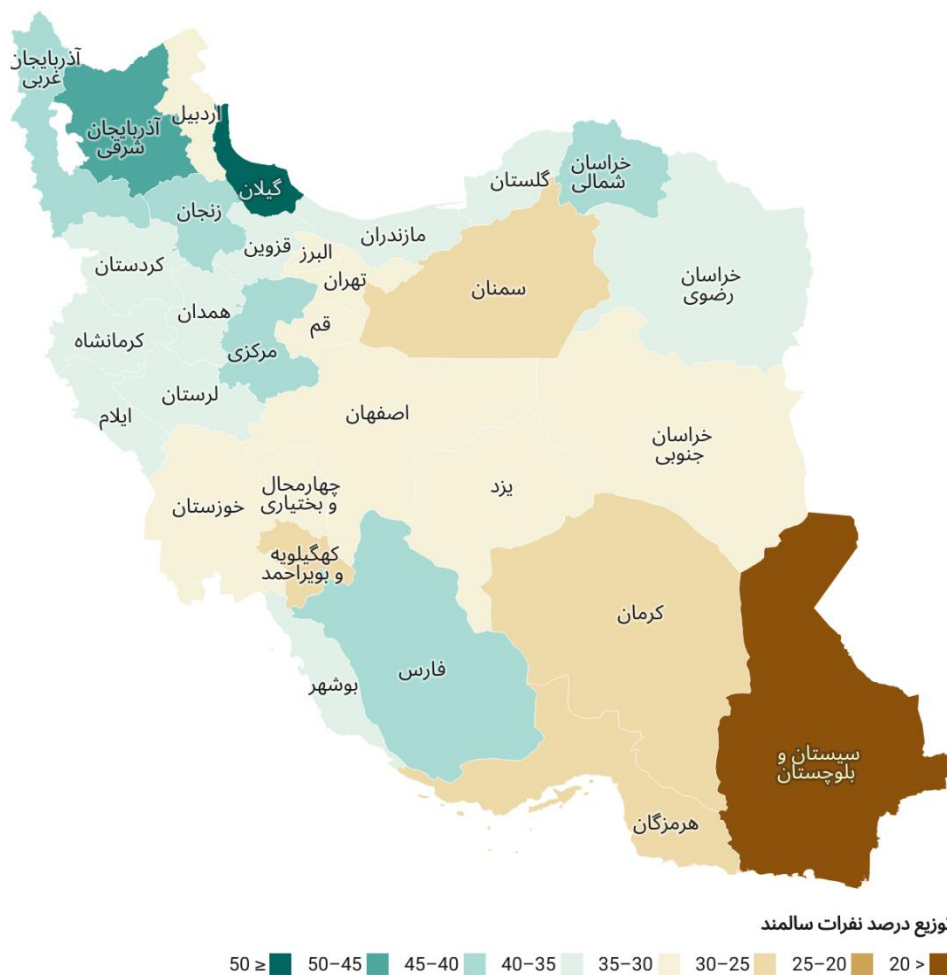 آذربایجان
غربی
آذربایجان
شرقی
اردبیل
گیلان
زنجان
کردستان
قزوین
البرز
تهران
مازندران
گلستان
خراسان
شمالی
خراسان
رضوی
سمنان
همدان
کرمانشاه
مرکزی
قم
لرستان
ایلام
اصفهان
خراسان
جنوبی
یزد
خوزستان
چهارمحال
و بختیاری
کهگیلویه
و بویراحمد
فارس
بوشهر
کرمان
سیستان و
بلوچستان
هرمزگان
توزیع درصد نفرات سالمند
50 ≥ 50–45 45–40 40–35 35–30 30–25 25–20 20 >